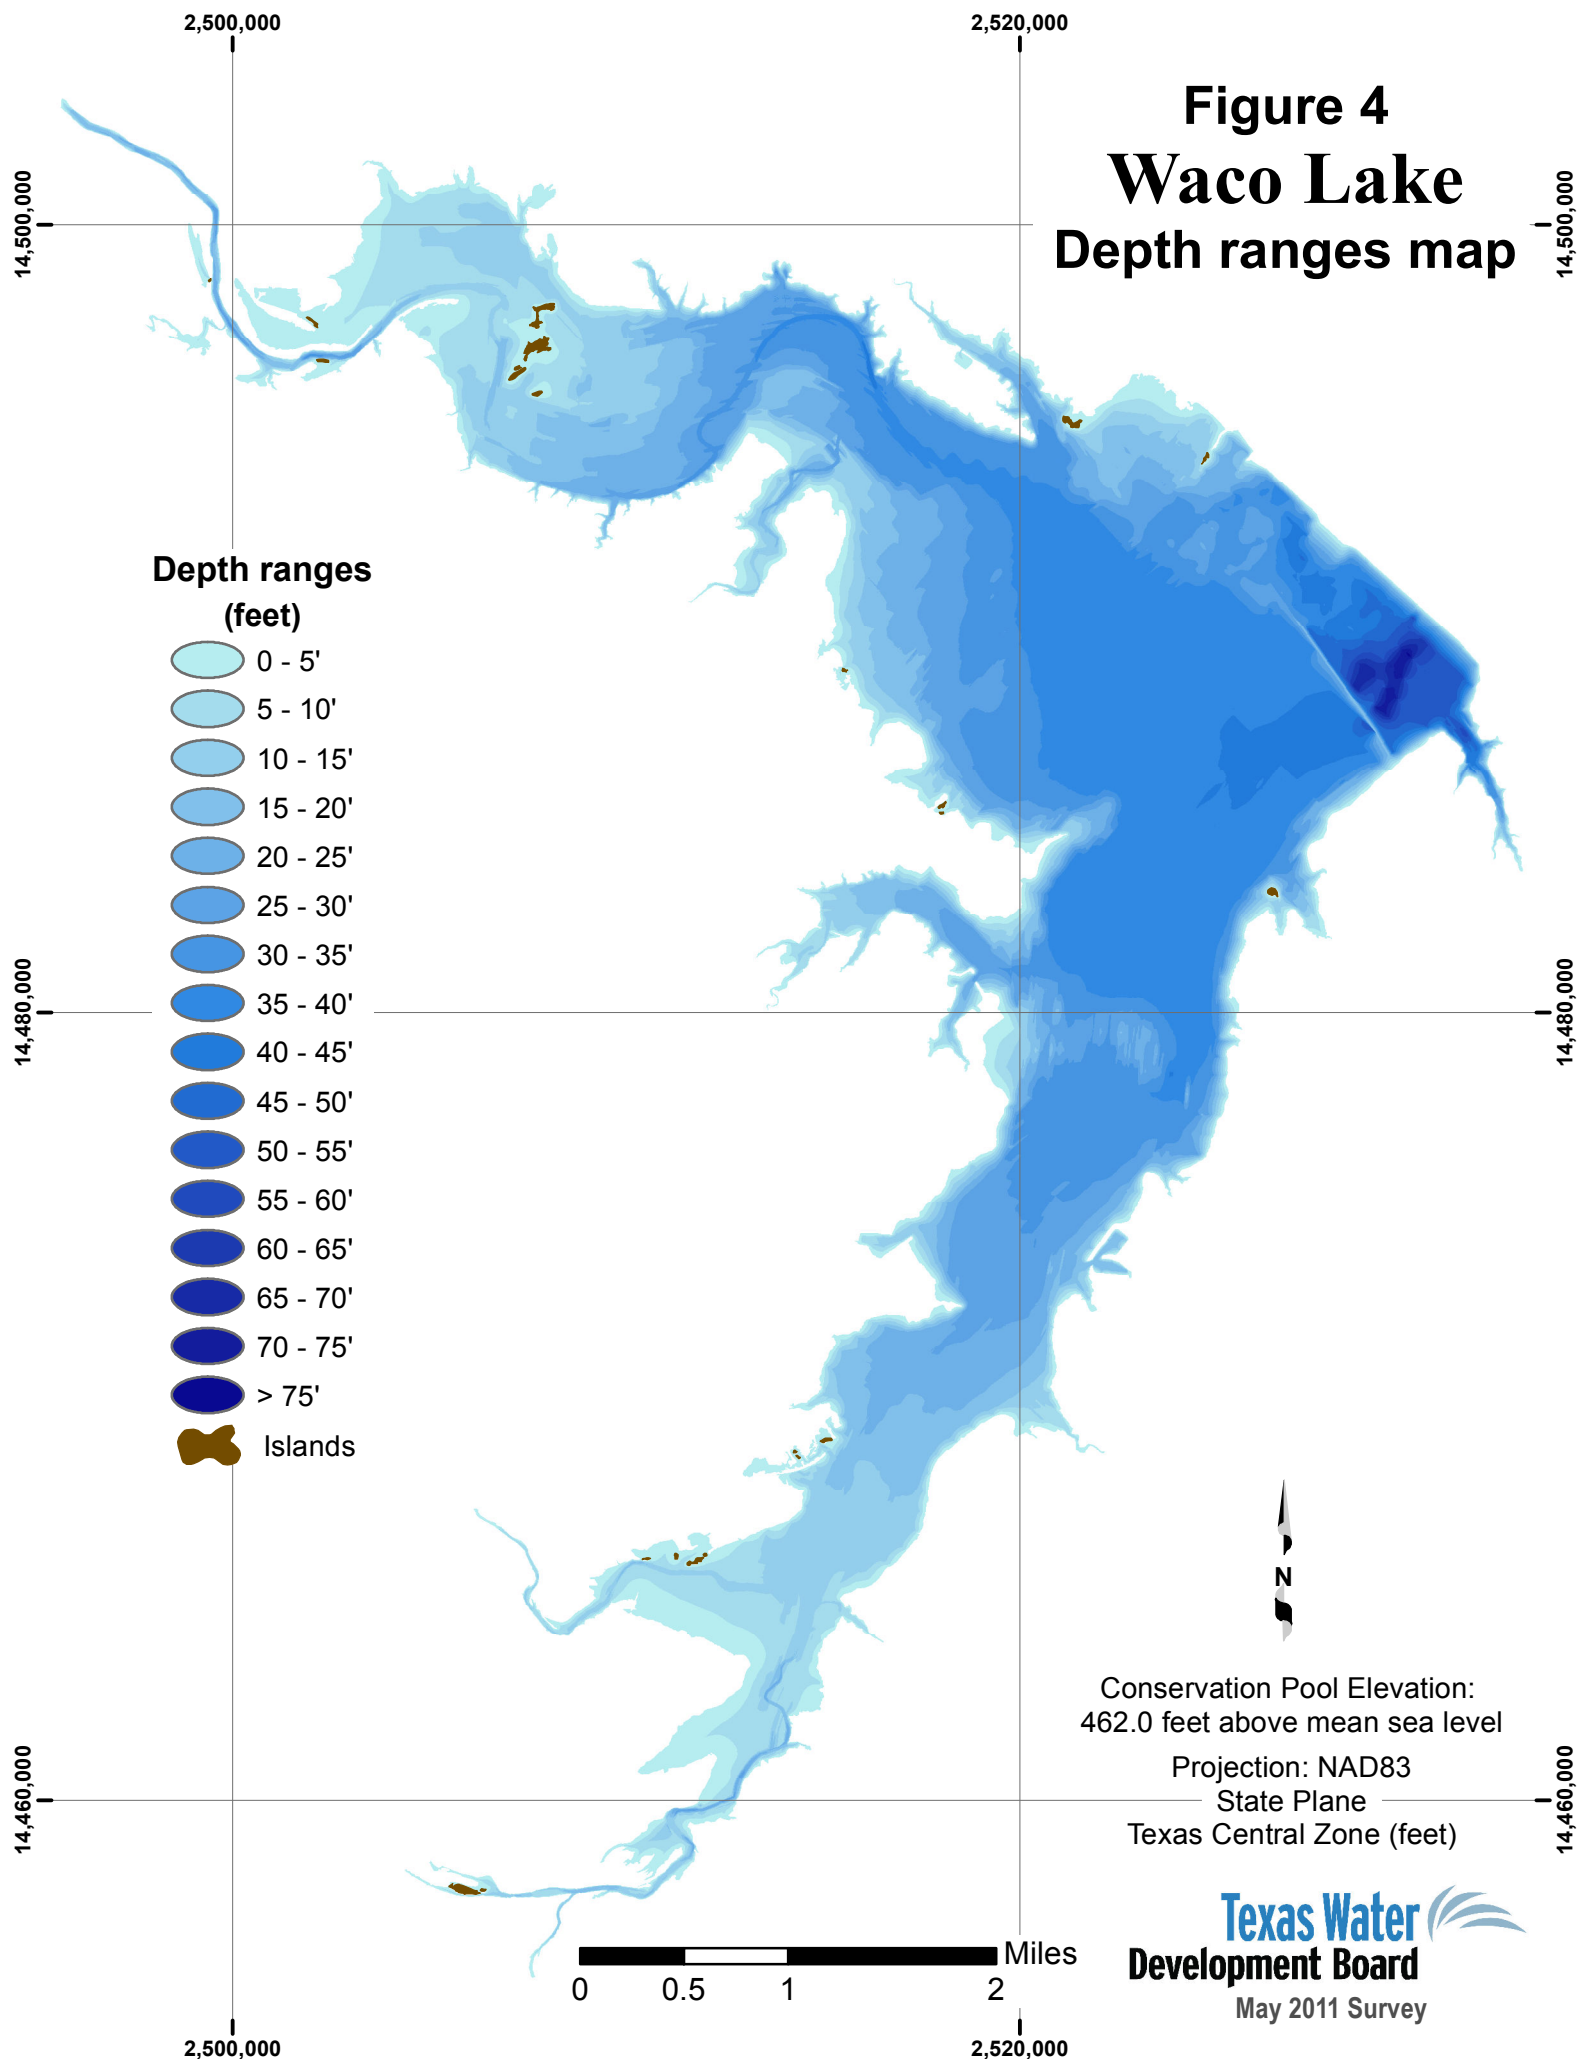 2,500,000
2,520,000
Figure 4
Waco Lake
Depth ranges map
14,500,000
14,500,000
Depth ranges
(feet)
0 - 5'
5 - 10'
10 - 15'
15 - 20'
20 - 25'
25 - 30'
30 - 35'
35 - 40'
40 - 45'
45 - 50'
50 - 55'
55 - 60'
60 - 65'
65 - 70'
70 - 75'
> 75'
Islands
14,480,000
14,480,000
N
Conservation Pool Elevation:
462.0 feet above mean sea level
Projection: NAD83
State Plane
Texas Central Zone (feet)
14,460,000
14,460,000
Texas Water
Development Board
May 2011 Survey
Miles
0 0.5 1 2
2,500,000
2,520,000